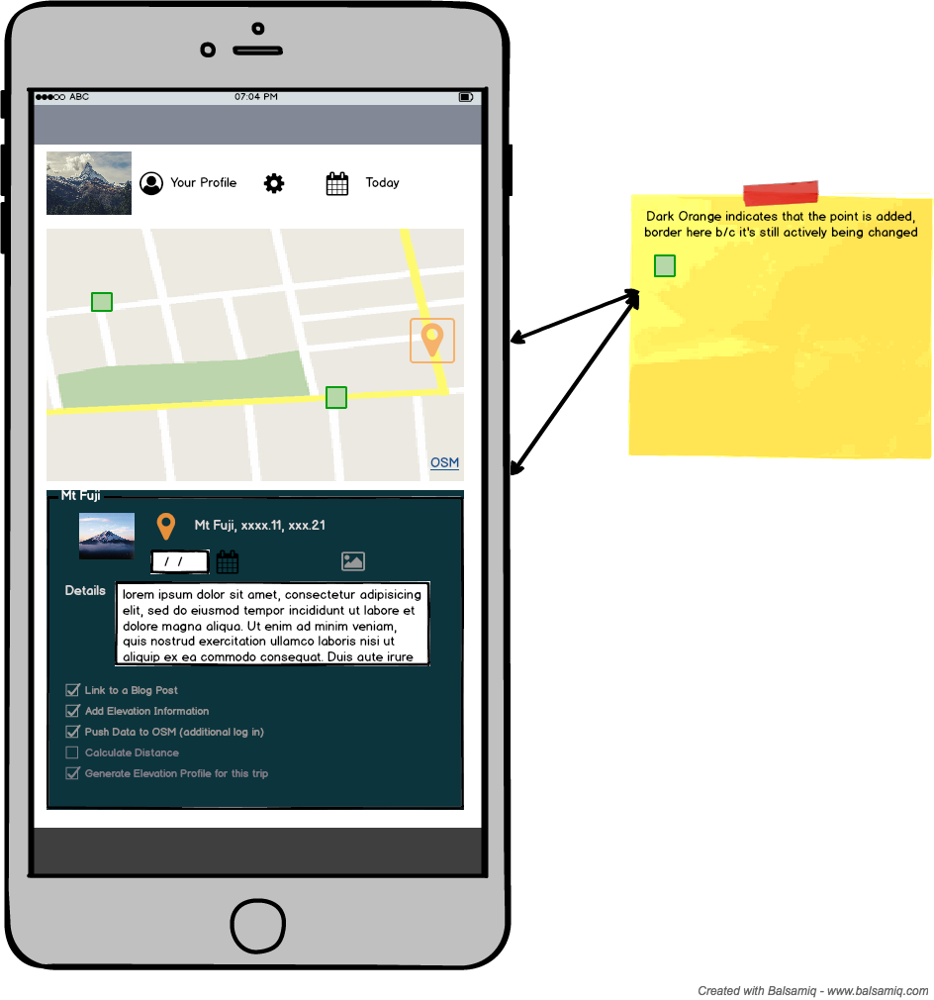 ABC 07:04 PM
Your Profile Today
Dark Orange indicates that the point is added,
border here b/c it's still actively being changed
OSM
Mt Fuji
Mt Fuji, xxxx.11, xxx.21
/ /
Details
lorem ipsum dolor sit amet, consectetur adipisicing
elit, sed do eiusmod tempor incididunt ut labore et
dolore magna aliqua. Ut enim ad minim veniam,
quis nostrud exercitation ullamco laboris nisi ut
aliquip ex ea commodo consequat. Duis aute irure
Link to a Blog Post
Add Elevation Information
Push Data to OSM (additional log in)
Calculate Distance
Generate Elevation Profile for this trip
Created with Balsamiq - www.balsamiq.com